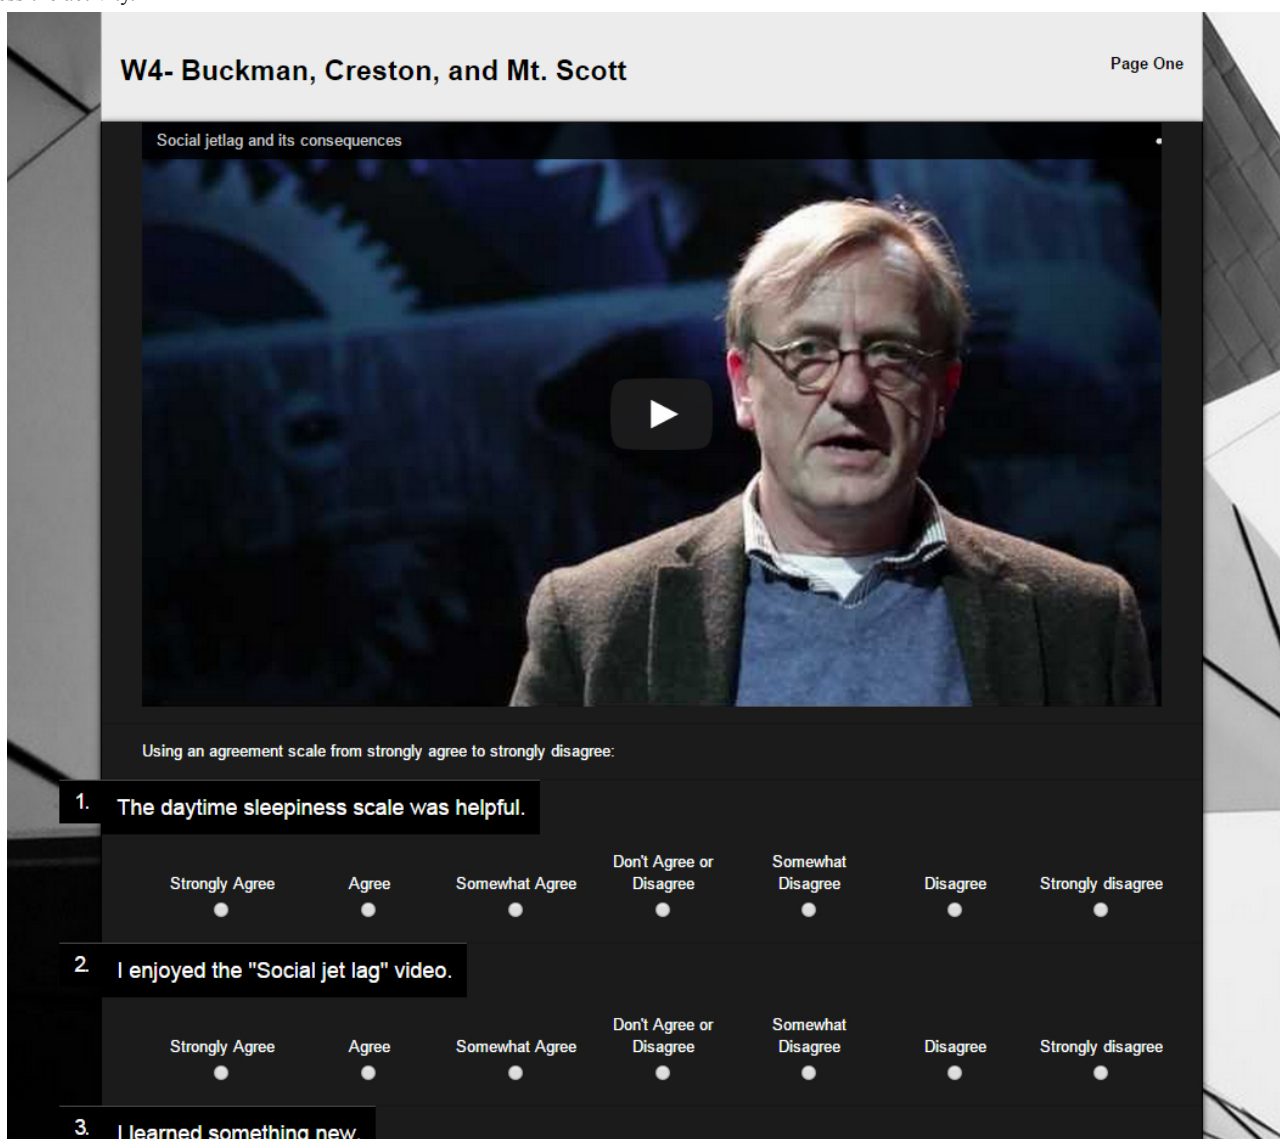 W4- Buckman, Creston, and Mt. Scott
Page One
Social jetlag and its consequences
Using an agreement scale from strongly agree to strongly disagree:
1. The daytime sleepiness scale was helpful.
Don't Agree or Somewhat
Strongly Agree Agree Somewhat Agree Disagree Disagree Disagree Strongly disagree
2. I enjoyed the "Social jet lag" video.
Don't Agree or Somewhat
Strongly Agree Agree Somewhat Agree Disagree Disagree Disagree Strongly disagree
3. I learned something new.